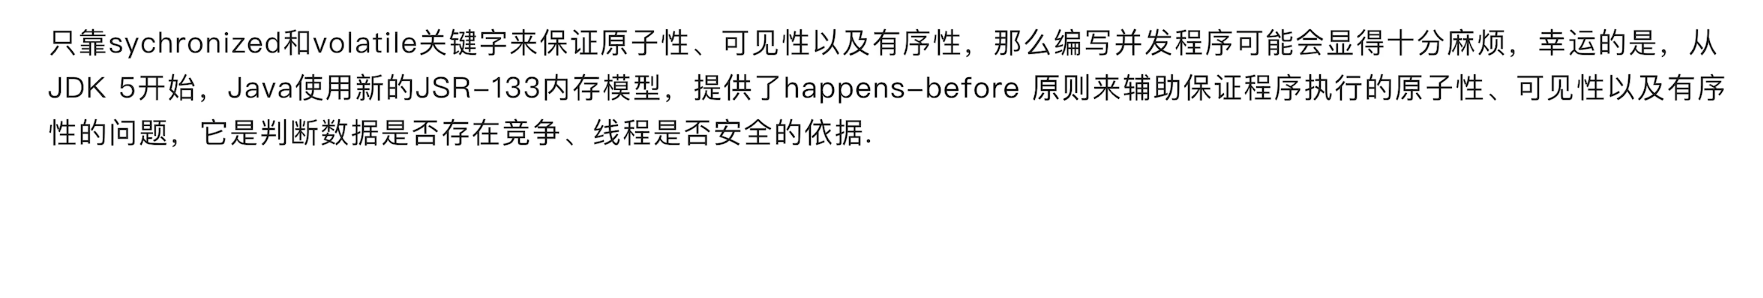 只靠sychronized和volatile关键字来保证原子性、可见性以及有序性，那么编写并发程序可能会显得十分麻烦，幸运的是，从
JDK 5开始，Java使用新的JSR-133内存模型，提供了happens-before 原则来辅助保证程序执行的原子性、可见性以及有序
性的问题，它是判断数据是否存在竞争、线程是否安全的依据.